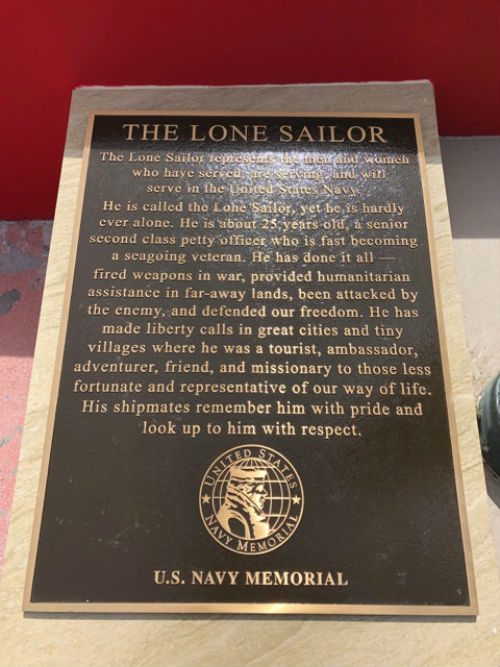 THE LONE SAILOR
The Lone Sailor represents the men and women
who have served, are serving, and will
serve in the United States Navy.
He is called the Lone Sailor, yet he is hardly
ever alone. He is about 25 years old, a senior
second class petty officer who is fast becoming
a seagoing veteran. He has done it all —
fired weapons in war, provided humanitarian
assistance in far-away lands, been attacked by
the enemy, and defended our freedom. He has
made liberty calls in great cities and tiny
villages where he was a tourist, ambassador,
adventurer, friend, and missionary to those less
fortunate and representative of our way of life.
His shipmates remember him with pride and
look up to him with respect.
UNITED STATES
NAVY MEMORIAL
U.S. NAVY MEMORIAL